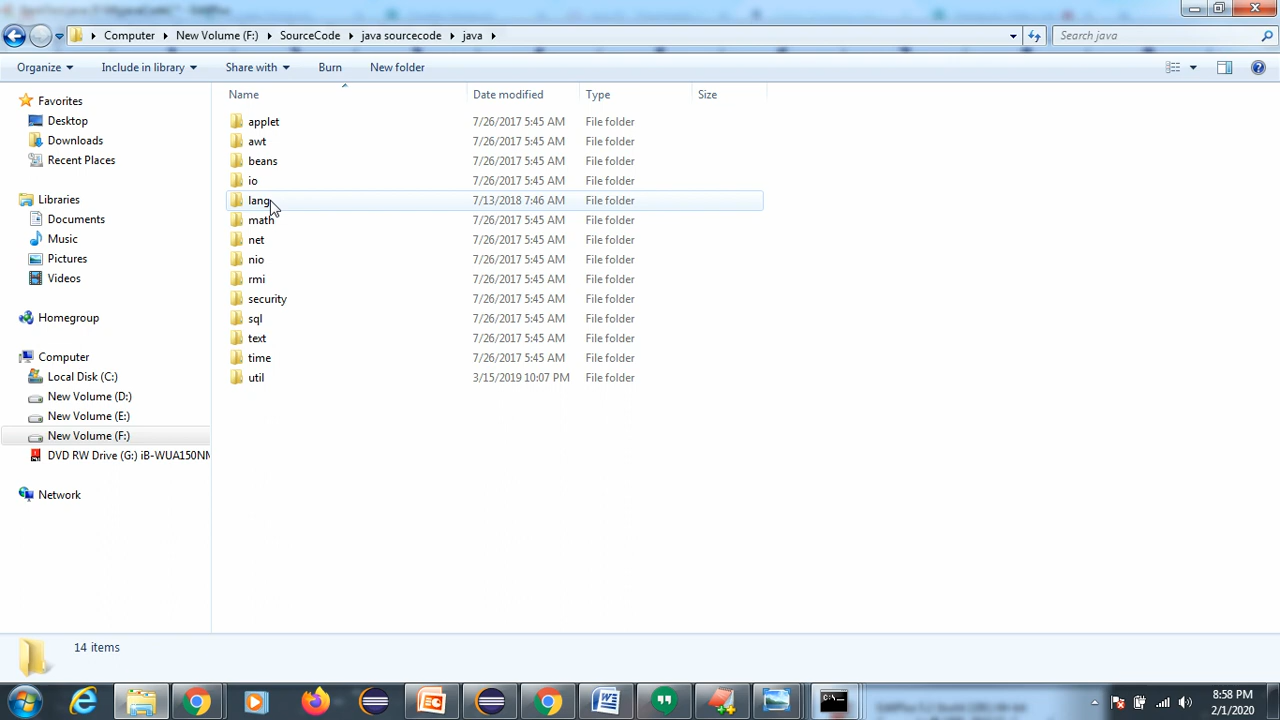 Computer New Volume (F:) SourceCode java sourcecode java Search java
Organize Include in library Share with Burn New folder
Name Date modified Type Size
Favorites
Desktop
Downloads
Recent Places
Libraries
Documents
Music
Pictures
Videos
Homegroup
Computer
Local Disk (C:)
New Volume (D:)
New Volume (E:)
New Volume (F:)
DVD RW Drive (G:) iB-WUA150NM
Network
applet 7/26/2017 5:45 AM File folder
awt 7/26/2017 5:45 AM File folder
beans 7/26/2017 5:45 AM File folder
io 7/26/2017 5:45 AM File folder
lang 7/13/2018 7:46 AM File folder
math 7/26/2017 5:45 AM File folder
net 7/26/2017 5:45 AM File folder
nio 7/26/2017 5:45 AM File folder
rmi 7/26/2017 5:45 AM File folder
security 7/26/2017 5:45 AM File folder
sql 7/26/2017 5:45 AM File folder
text 7/26/2017 5:45 AM File folder
time 7/26/2017 5:45 AM File folder
util 3/15/2019 10:07 PM File folder
14 items
8:58 PM
2/1/2020